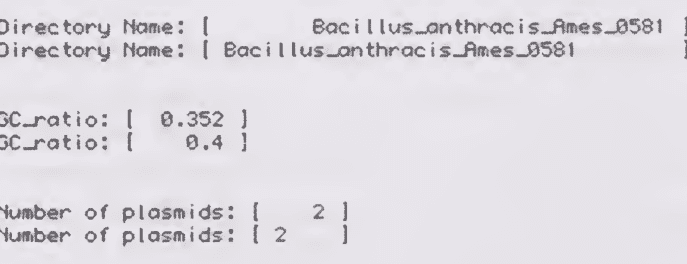 Directory Name: [        Bacillus_anthracis_Ames_0581 ]
Directory Name: [ Bacillus_anthracis_Ames_0581        ]
GC_ratio: [  0.352 ]
GC_ratio: [    0.4 ]
Number of plasmids: [     2 ]
Number of plasmids: [ 2     ]